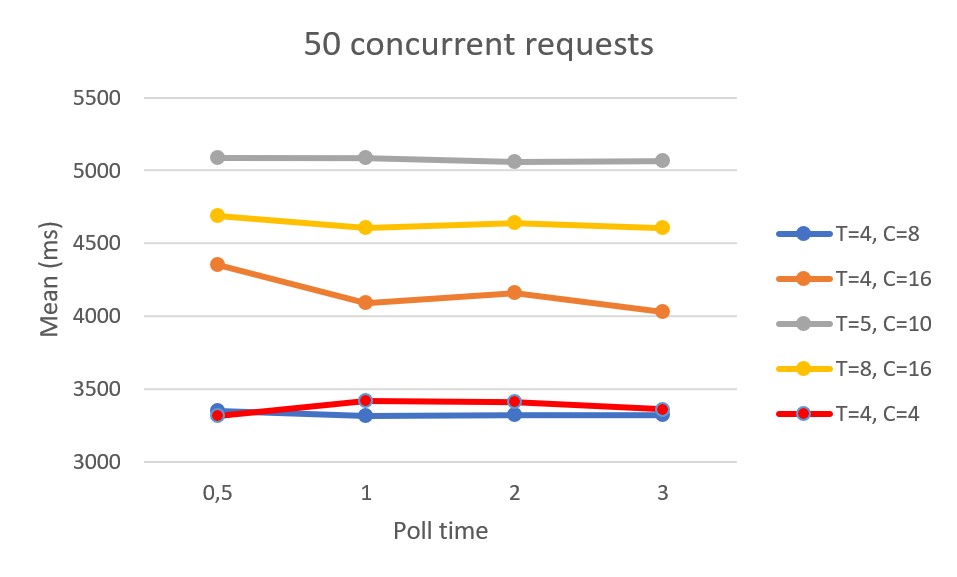 50 concurrent requests
5500
5000
4500
4000
3500
3000
Mean (ms)
0,5 1 2 3
Poll time
T=4, C=8
T=4, C=16
T=5, C=10
T=8, C=16
T=4, C=4